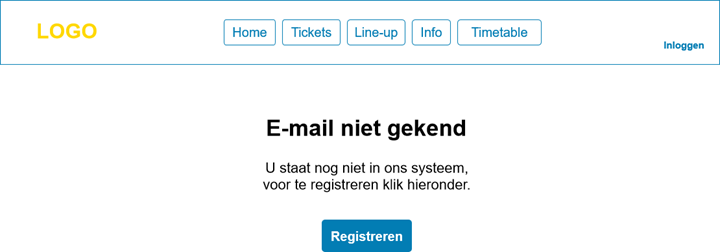 LOGO
Home
Tickets
Line-up
Info
Timetable
Inloggen
E-mail niet gekend
U staat nog niet in ons systeem,
voor te registreren klik hieronder.
Registreren